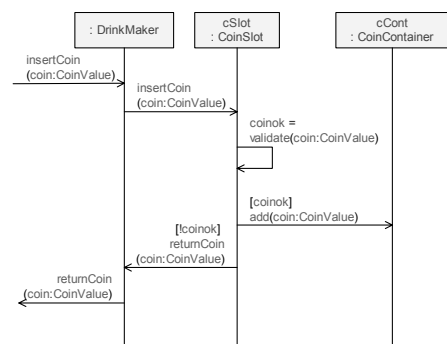 : DrinkMaker
cSlot
: CoinSlot
cCont
: CoinContainer
insertCoin
(coin:CoinValue)
insertCoin
(coin:CoinValue)
coinok =
validate(coin:CoinValue)
[coinok]
add(coin:CoinValue)
[!coinok]
returnCoin
(coin:CoinValue)
returnCoin
(coin:CoinValue)